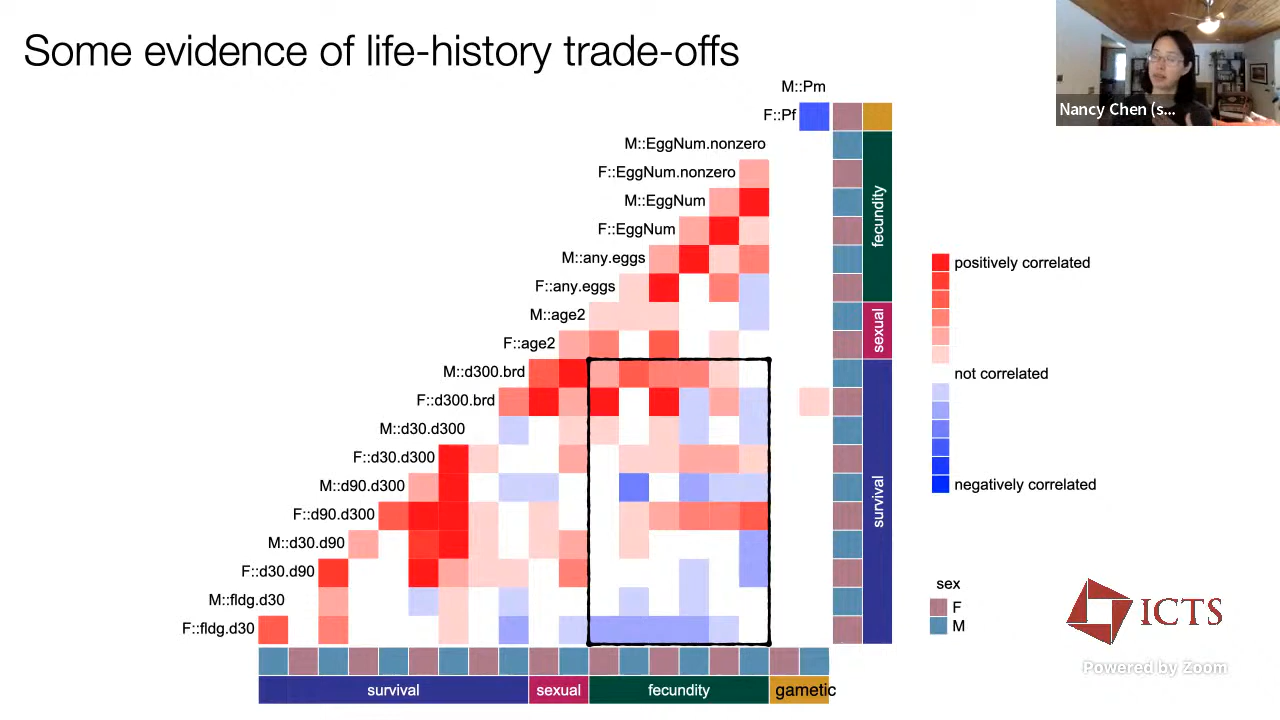 Some evidence of life-history trade-offs
Nancy Chen (s...
M::Pm
F::Pf
M::EggNum.nonzero
F::EggNum.nonzero
M::EggNum
F::EggNum
M::any.eggs
F::any.eggs
M::age2
F::age2
M::d300.brd
F::d300.brd
M::d30.d300
F::d30.d300
M::d90.d300
F::d90.d300
M::d30.d90
F::d30.d90
M::fldg.d30
F::fldg.d30
fecundity
sexual
survival
survival
sexual
fecundity
gametic
positively correlated
not correlated
negatively correlated
sex
F
M
ICTS
Powered by Zoom